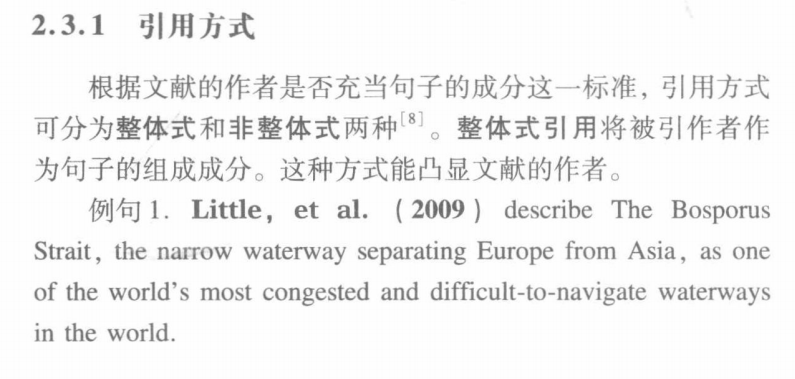 2.3.1 引用方式
根据文献的作者是否充当句子的成分这一标准，引用方式
可分为整体式和非整体式两种[8]。整体式引用将被引作者作
为句子的组成成分。这种方式能凸显文献的作者。
例句1. Little, et al. (2009) describe The Bosporus
Strait, the narrow waterway separating Europe from Asia, as one
of the world's most congested and difficult-to-navigate waterways
in the world.